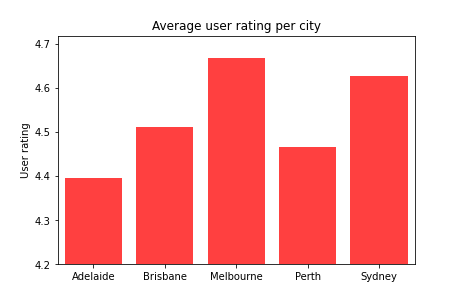 Average user rating per city
User rating
4.7
4.6
4.5
4.4
4.3
4.2
Adelaide Brisbane Melbourne Perth Sydney